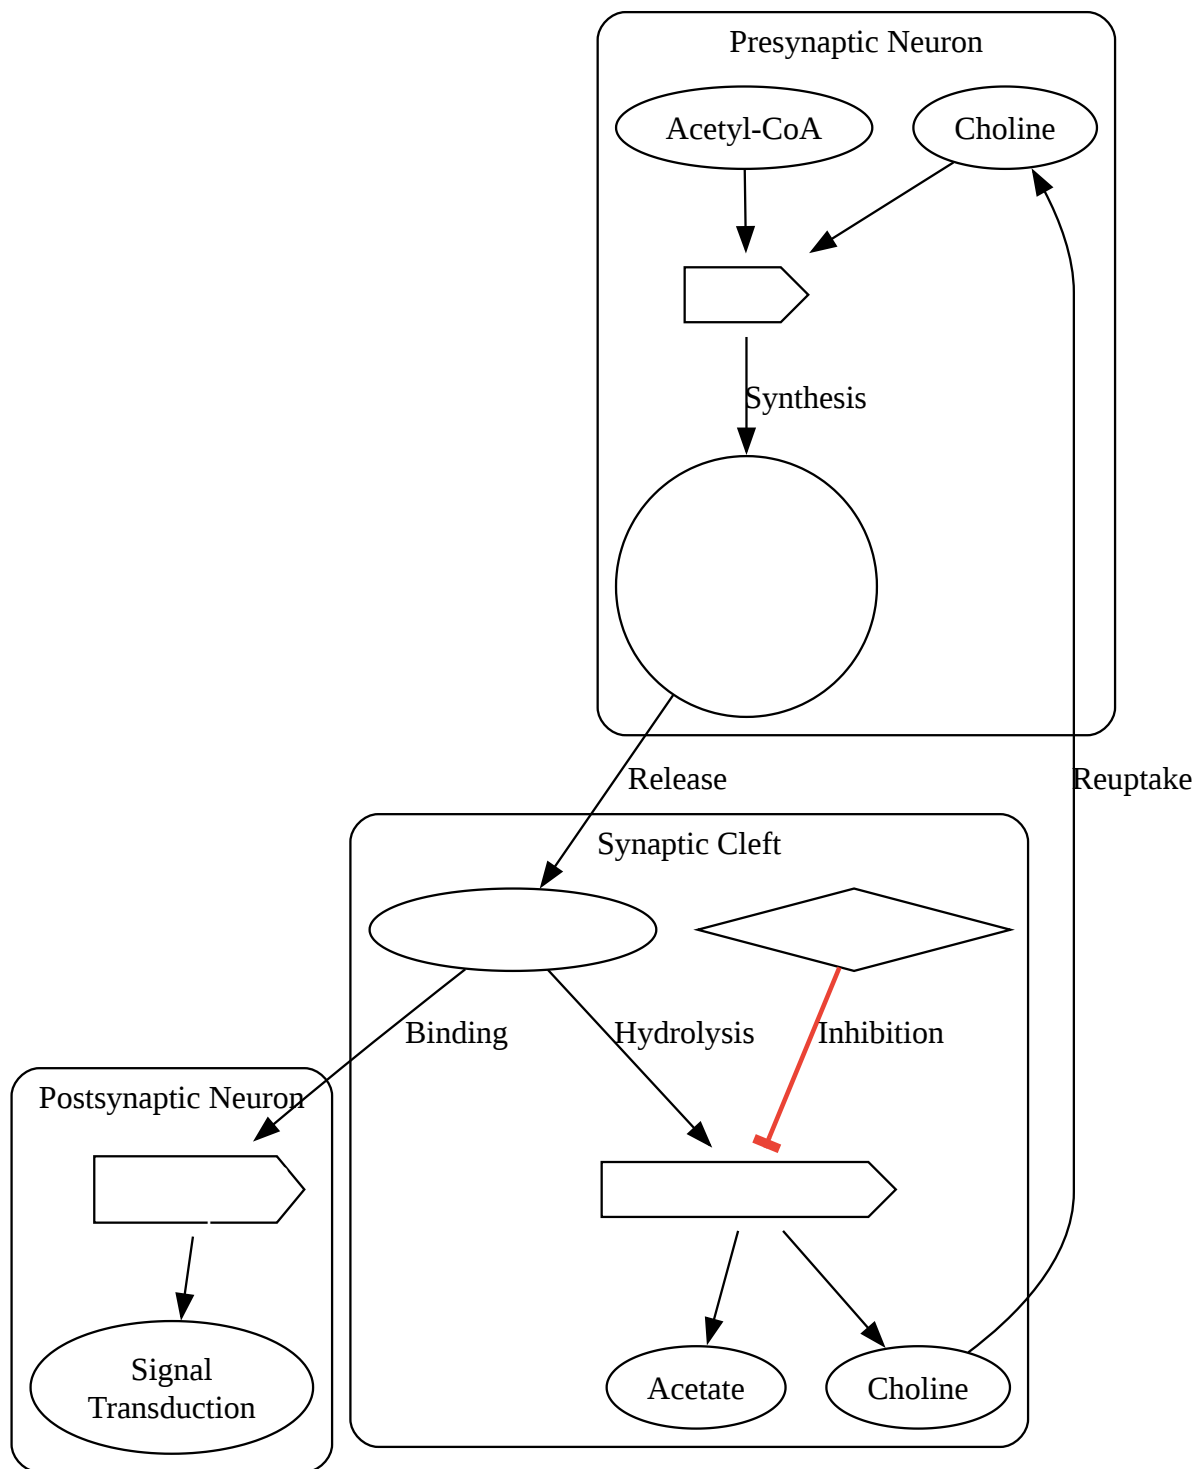 Presynaptic Neuron
Acetyl-CoA
Choline
Synthesis
Release
Reuptake
Synaptic Cleft
Binding
Hydrolysis
Inhibition
Postsynaptic Neuron
Signal
Transduction
Acetate
Choline